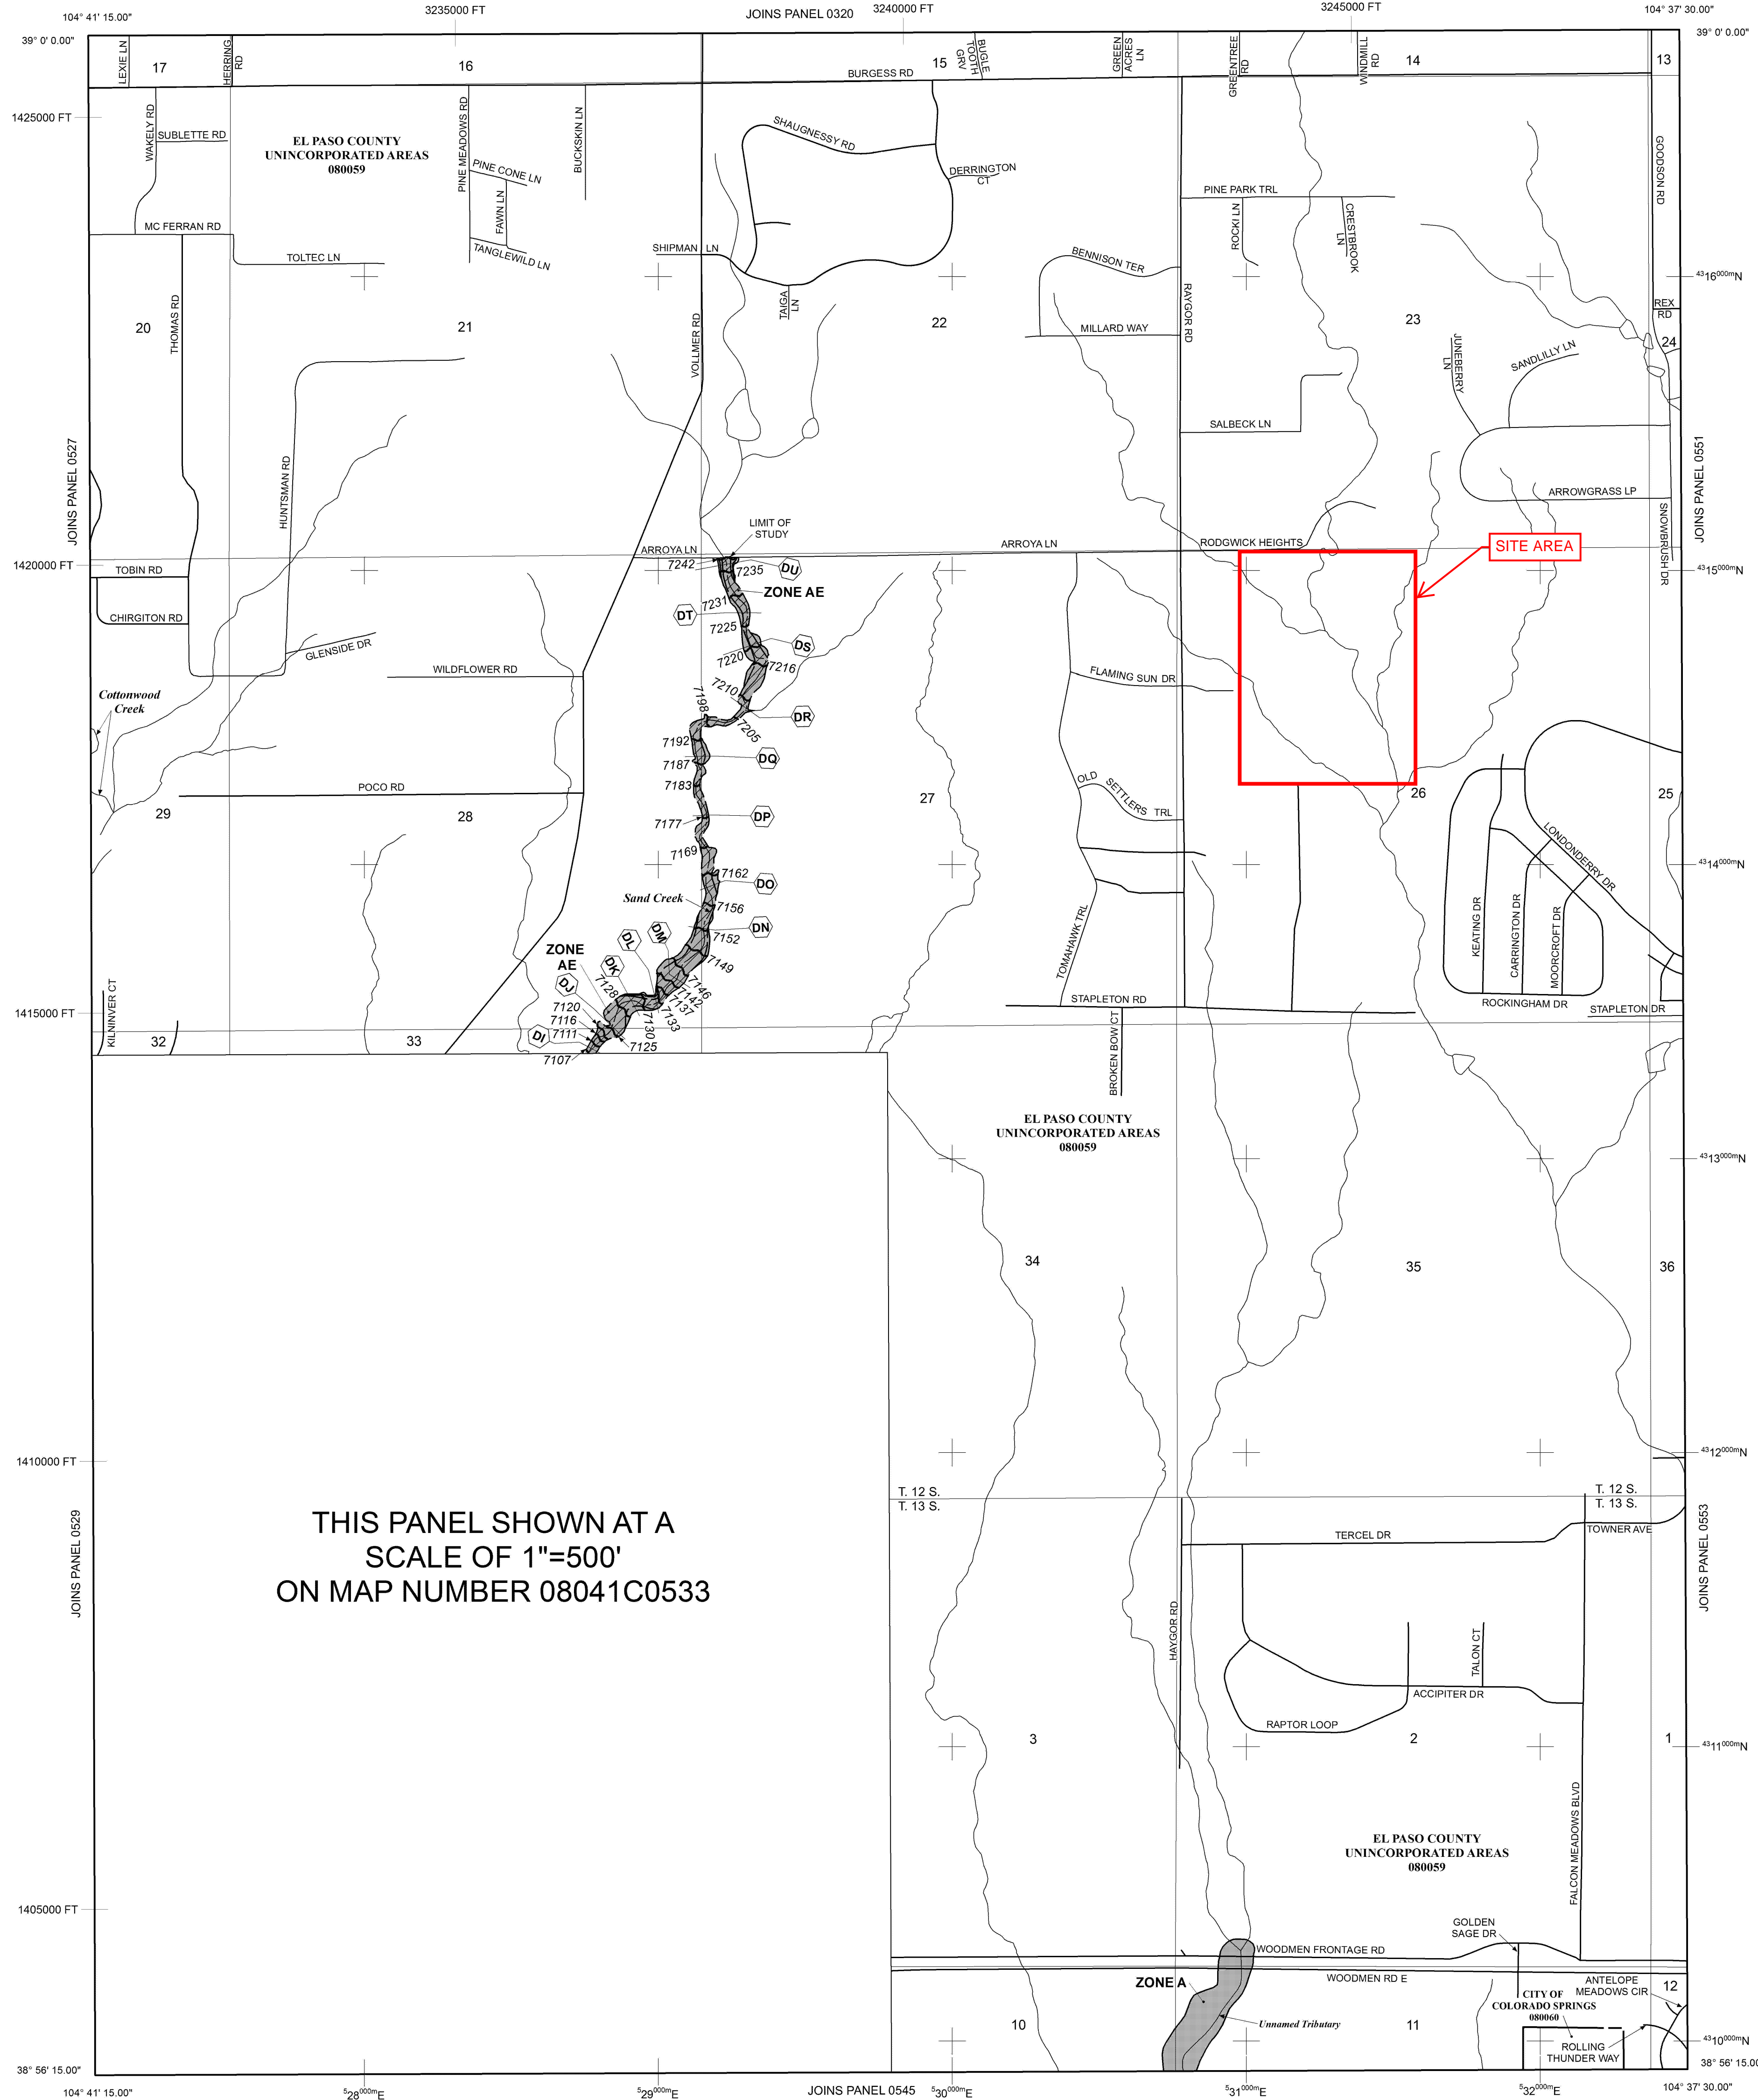 104° 41' 15.00"
3235000 FT
JOINS PANEL 0320
3240000 FT
3245000 FT
104° 37' 30.00"
39° 0' 0.00"
39° 0' 0.00"
LEXIE LN
17
HERRING
RD
16
15
BUGLE
TOOTH
GRV
GREEN
ACRES
LN
GREENTREE
RD
WINDMILL
RD
14
13
BURGESS RD
1425000 FT
WAKELY RD
SUBLETTE RD
EL PASO COUNTY
UNINCORPORATED AREAS
080059
PINE MEADOWS RD
PINE CONE LN
FAWN LN
TANGLEWILD LN
BUCKSKIN LN
SHAUGNESSY RD
DERRINGTON
CT
PINE PARK TRL
ROCKI LN
CRESTBROOK
LN
GOODSON RD
MC FERRAN RD
TOLTEC LN
SHIPMAN LN
TAIGA
LN
BENNISON TER
MILLARD WAY
RAYGOR RD
4316000m N
REX
RD
20
THOMAS RD
21
VOLLMER RD
22
23
24
JUNEBERRY
LN
SANDLILLY LN
SALBECK LN
JOINS PANEL 0527
JOINS PANEL 0551
HUNTSMAN RD
ARROWGRASS LP
SNOWBRUSH DR
LIMIT OF
STUDY
ARROYA LN
ARROYA LN
RODGWICK HEIGHTS
SITE AREA
1420000 FT
4315000m N
TOBIN RD
CHIRGITON RD
GLENSIDE DR
WILDFLOWER RD
7242
7235
DU
ZONE AE
7231
DT
7225
DS
7220
7216
7210
7198
DR
7205
7192
DQ
7187
7183
FLAMING SUN DR
Cottonwood
Creek
POCO RD
29
28
27
OLD SETTLERS TRL
26
25
DP
7177
7169
7162
DO
Sand Creek
7156
DN
7152
7149
DM
DL
ZONE
AE
DK
DJ
7128
7146
7142
7137
7133
7130
7120
7116
7111
DI
7125
7107
4314000m N
LONDONDERRY DR
KEATING DR
CARRINGTON DR
MOORCROFT DR
ROCKINGHAM DR
TOMAHAWK TRL
STAPLETON RD
STAPLETON DR
1415000 FT
KILNINVER CT
32
33
BROKEN BOW CT
EL PASO COUNTY
UNINCORPORATED AREAS
080059
4313000m N
34
35
36
1410000 FT
4312000m N
T. 12 S.
T. 13 S.
T. 12 S.
T. 13 S.
THIS PANEL SHOWN AT A
SCALE OF 1"=500'
ON MAP NUMBER 08041C0533
JOINS PANEL 0529
JOINS PANEL 0553
TERCEL DR
TOWNER AVE
HAYGOR RD
TALON CT
ACCIPITER DR
RAPTOR LOOP
3
2
1
4311000m N
FALCON MEADOWS BLVD
EL PASO COUNTY
UNINCORPORATED AREAS
080059
1405000 FT
GOLDEN
SAGE DR
WOODMEN FRONTAGE RD
WOODMEN RD E
ZONE A
Unnamed Tributary
10
11
12
ANTELOPE
MEADOWS CIR
CITY OF
COLORADO SPRINGS
080060
ROLLING
THUNDER WAY
4310000m N
38° 56' 15.00"
38° 56' 15.00
104° 41' 15.00"
528000m E
529000m E
JOINS PANEL 0545
530000m E
531000m E
532000m E
104° 37' 30.00"